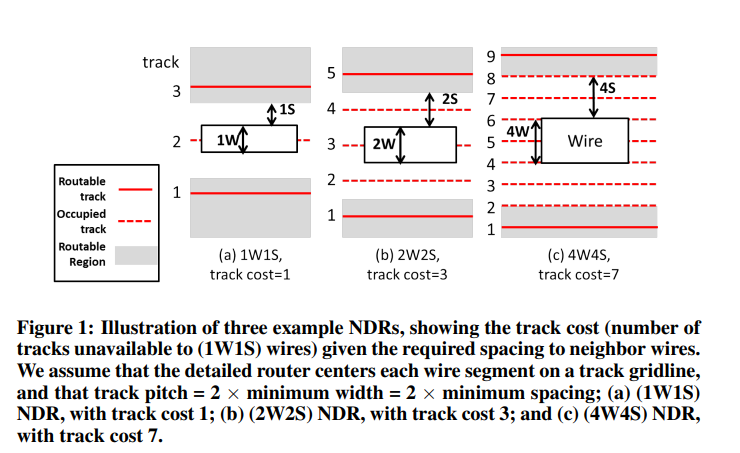 track
3
2
1
1S
1W
(a) 1W1S,
track cost=1
5
4
3
2
1
2S
2W
(b) 2W2S,
track cost=3
9
8
7
6
5
4
3
2
1
4S
4W
Wire
(c) 4W4S,
track cost=7
Routable
track
Occupied
track
Routable
Region
Figure 1: Illustration of three example NDRs, showing the track cost (number of
tracks unavailable to (1W1S) wires) given the required spacing to neighbor wires.
We assume that the detailed router centers each wire segment on a track gridline,
and that track pitch = 2 × minimum width = 2 × minimum spacing; (a) (1W1S)
NDR, with track cost 1; (b) (2W2S) NDR, with track cost 3; and (c) (4W4S) NDR,
with track cost 7.